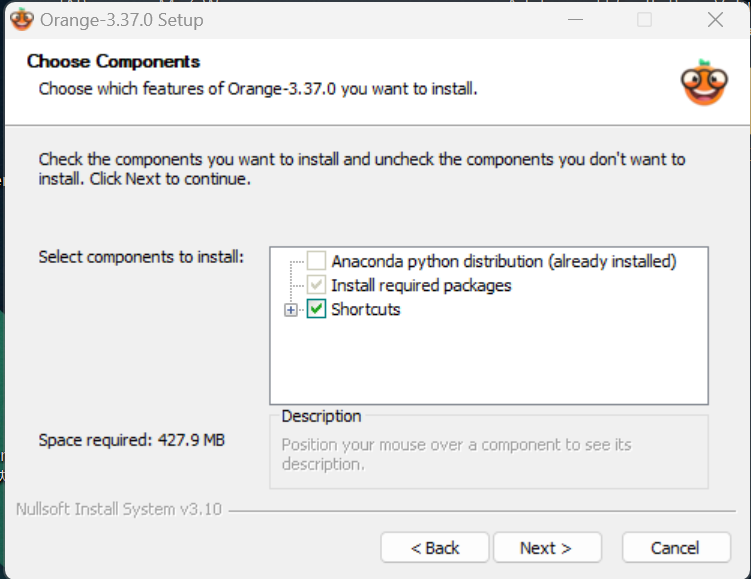 Orange-3.37.0 Setup
Choose Components
Choose which features of Orange-3.37.0 you want to install.
Check the components you want to install and uncheck the components you don't want to
install. Click Next to continue.
Select components to install:
Anaconda python distribution (already installed)
Install required packages
Shortcuts
Space required: 427.9 MB
Description
Position your mouse over a component to see its
description.
Nullsoft Install System v3.10
< Back
Next >
Cancel